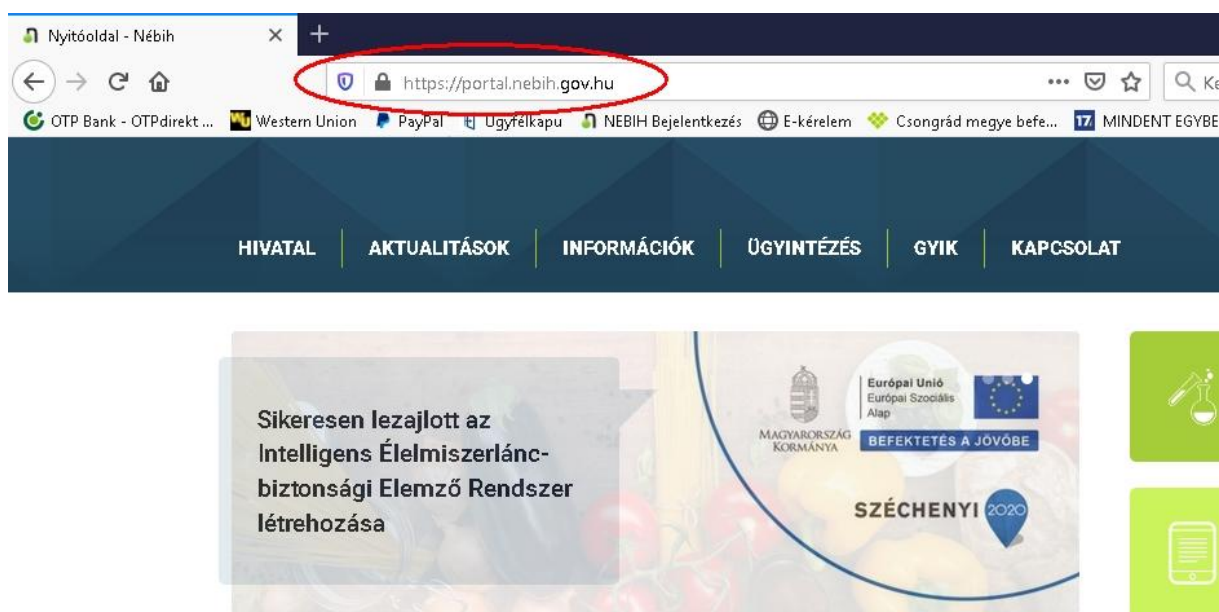 Nyitóoldal - Nébih
https://portal.nebih.gov.hu
OTP Bank - OTPdirekt ... Western Union PayPal Ügyfélkapu NEBIH Bejelentkezés E-kérelem Csongrád megye befe... MINDENT EGYBE
HIVATAL AKTUALITÁSOK INFORMÁCIÓK ÜGYINTÉZÉS GYIK KAPCSOLAT
Sikeresen lezajlott az
Intelligens Élelmiszerlánc-
biztonsági Elemző Rendszer
létrehozása
MAGYARORSZÁG
KORMÁNYA
Európai Unió
Európai Szociális
Alap
BEFEKTETÉS A JÖVŐBE
SZÉCHENYI 2020